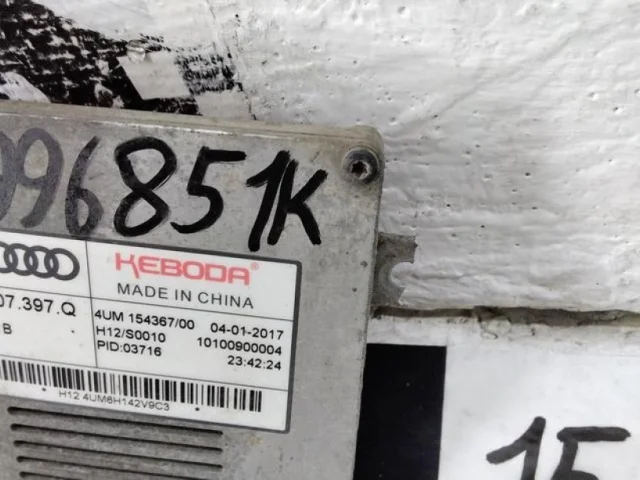 996851K
KEBODA
MADE IN CHINA
07.397.Q
4UM 154367/00 04-01-2017
B
H12/S0010 10100900004
PID:03716 23:42:24
H12 4UM6H142V9C3
15